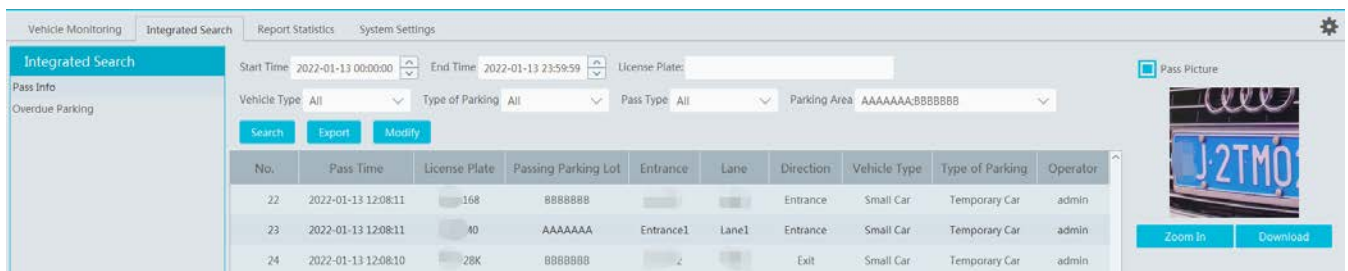 Vehicle Monitoring Integrated Search Report Statistics System Settings
Integrated Search
Pass Info
Overdue Parking
Start Time 2022-01-13 00:00:00 End Time 2022-01-13 23:59:59 License Plate:
Vehicle Type All Type of Parking All Pass Type All Parking Area AAAAAAA;BBBBBBB
Search Export Modify
No. Pass Time License Plate Passing Parking Lot Entrance Lane Direction Vehicle Type Type of Parking Operator
22 2022-01-13 12:08:11 168 BBBBBBB Entrance Small Car Temporary Car admin
23 2022-01-13 12:08:11 AAAAAAA Entrance1 Lane1 Entrance Small Car Temporary Car admin
24 2022-01-13 12:08:10 28K BBBBBBB Exit Small Car Temporary Car admin
Pass Picture
J·2TM02
Zoom In Download